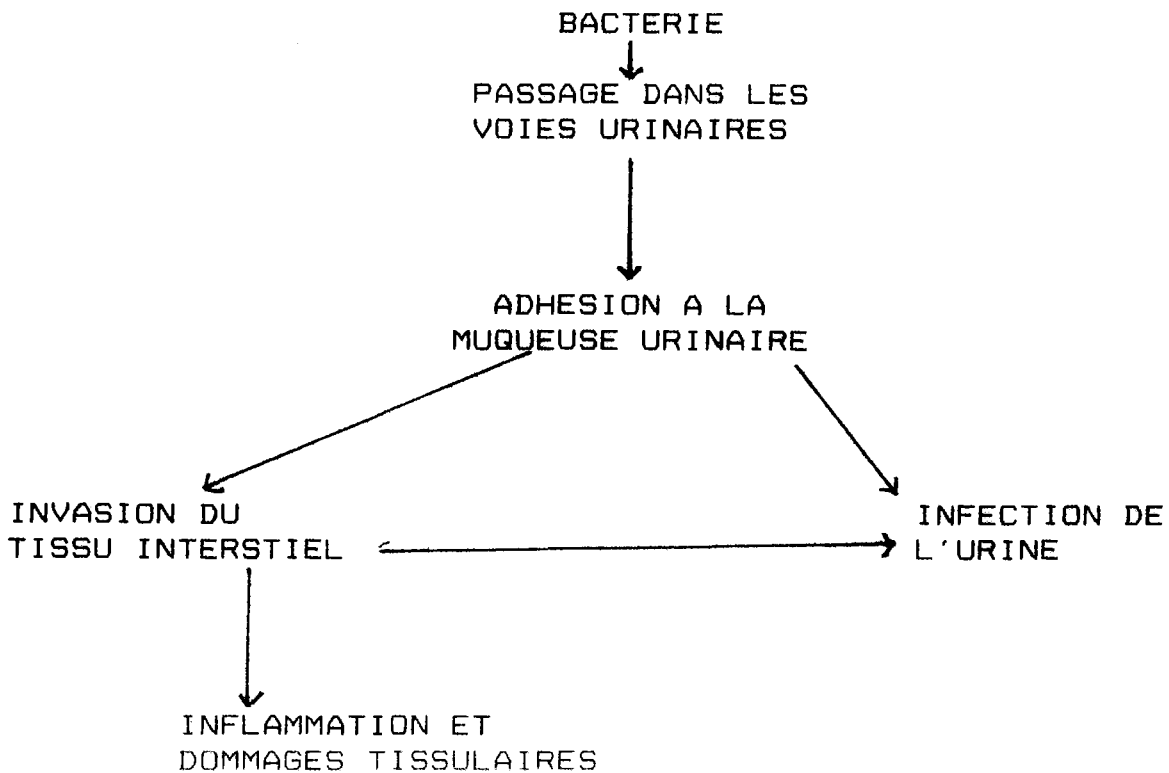 BACTERIE
PASSAGE DANS LES
VOIES URINAIRES
ADHESION A LA
MUQUEUSE URINAIRE
INVASION DU
TISSU INTERSTIEL
INFECTION DE
L'URINE
INFLAMMATION ET
DOMMAGES TISSULAIRES